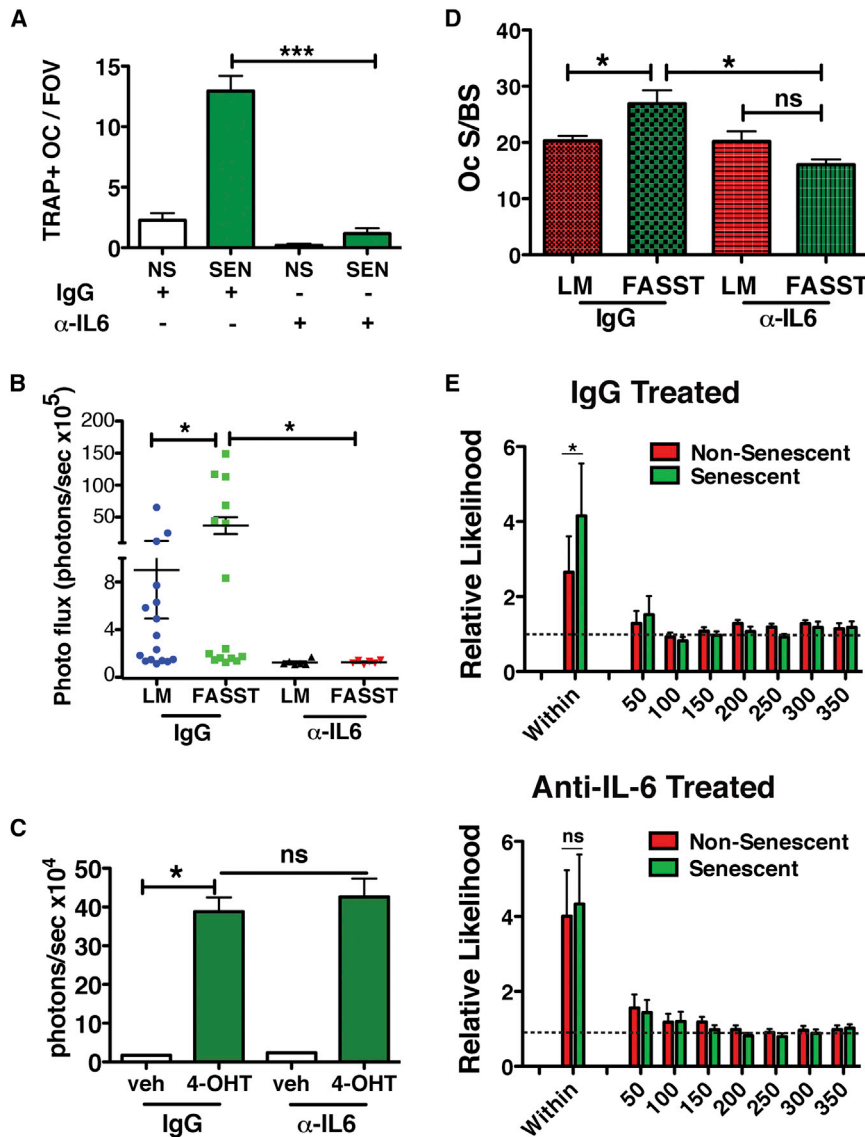 A
***
TRAP+ OC / FOV
15
10
5
0
NS SEN NS SEN
IgG + + - -
α-IL6 - - + +
B
Photo flux (photons/sec x10⁵)
200
150
100
50
8
4
0
* *
LM FASST LM FASST
IgG α-IL6
C
photons/sec x10⁴
50
40
30
20
10
0
* ns
veh 4-OHT veh 4-OHT
IgG α-IL6
D
Oc S/BS
40
30
20
10
0
* *
ns
LM FASST LM FASST
IgG α-IL6
E
IgG Treated
Relative Likelihood
6
4
2
0
*
Non-Senescent
Senescent
Within 50 100 150 200 250 300 350
Anti-IL-6 Treated
Relative Likelihood
6
4
2
0
ns
Non-Senescent
Senescent
Within 50 100 150 200 250 300 350